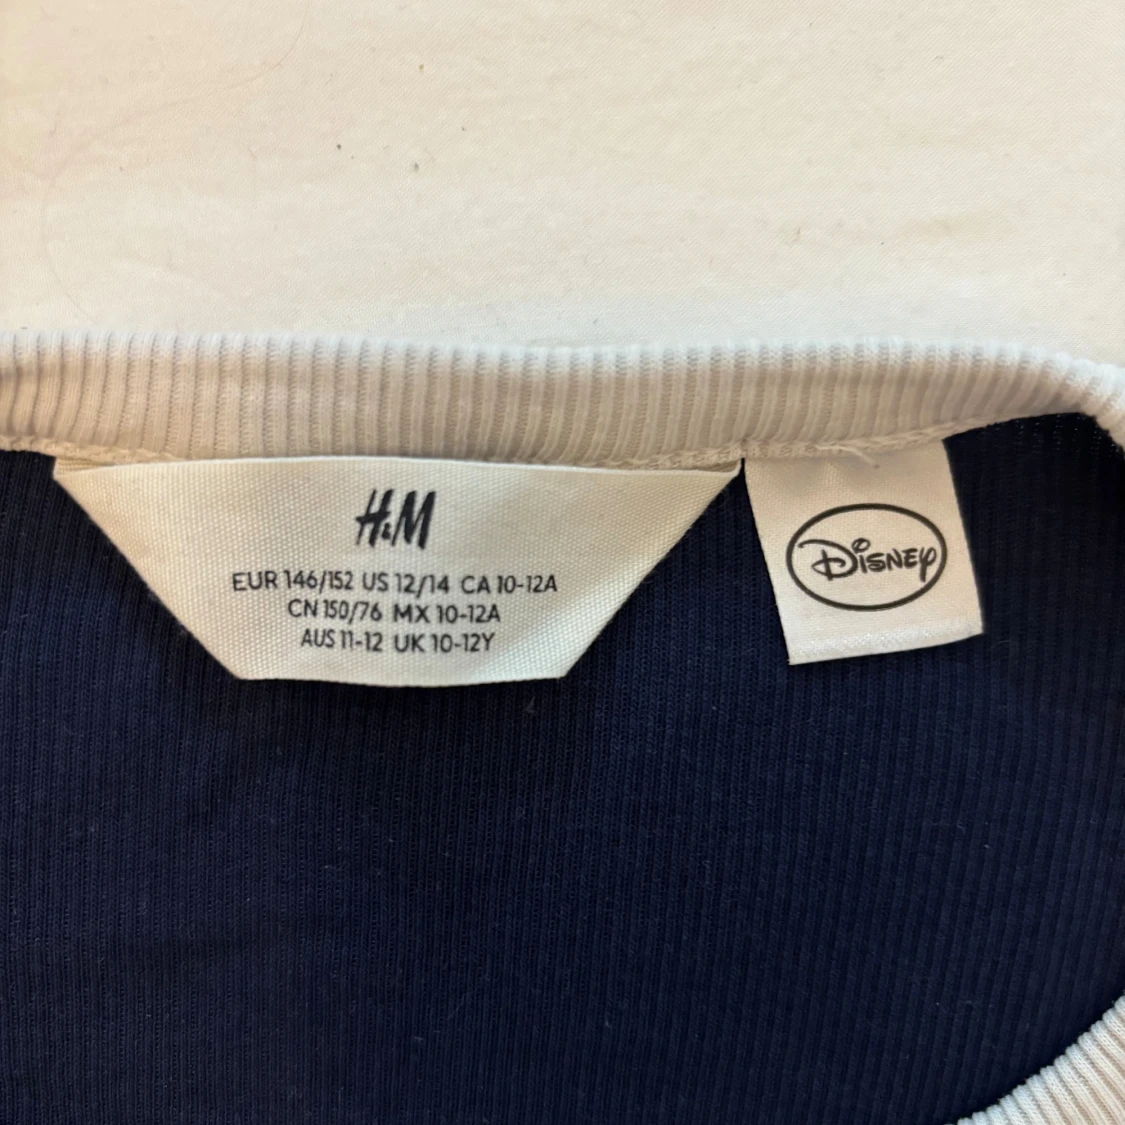 H&M
EUR 146/152 US 12/14 CA 10-12A
CN 150/76 MX 10-12A
AUS 11-12 UK 10-12Y
Disney